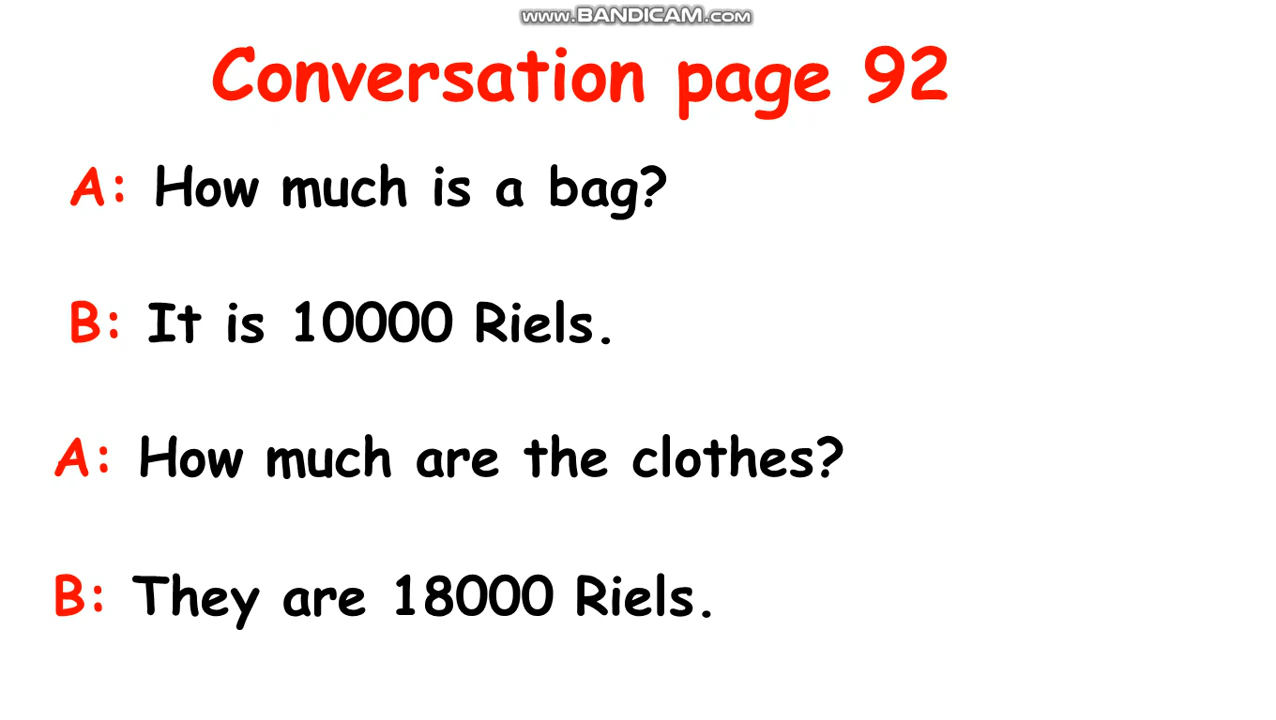 www.BANDICAM.com
Conversation page 92
A: How much is a bag?
B: It is 10000 Riels.
A: How much are the clothes?
B: They are 18000 Riels.